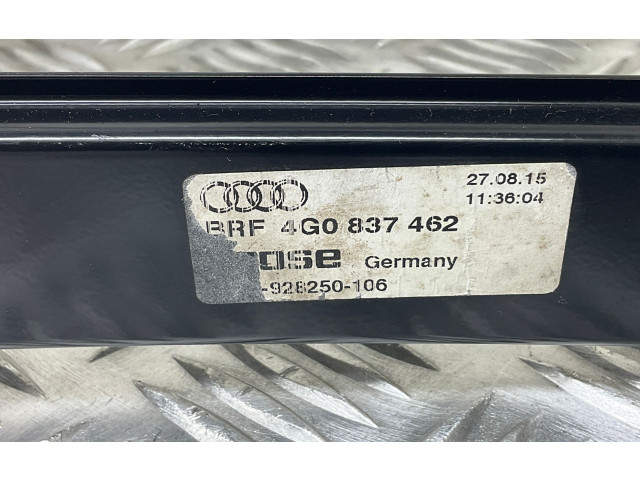 27.08.15
11:36:04
BRF 4G0 837 462
ose Germany
-928250-106